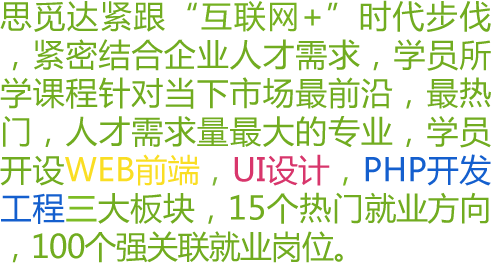 思觅达紧跟“互联网+”时代步伐
，紧密结合企业人才需求，学员所
学课程针对当下市场最前沿，最热
门，人才需求量最大的专业，学员
开设WEB前端，UI设计，PHP开发
工程三大板块，15个热门就业方向
，100个强关联就业岗位。